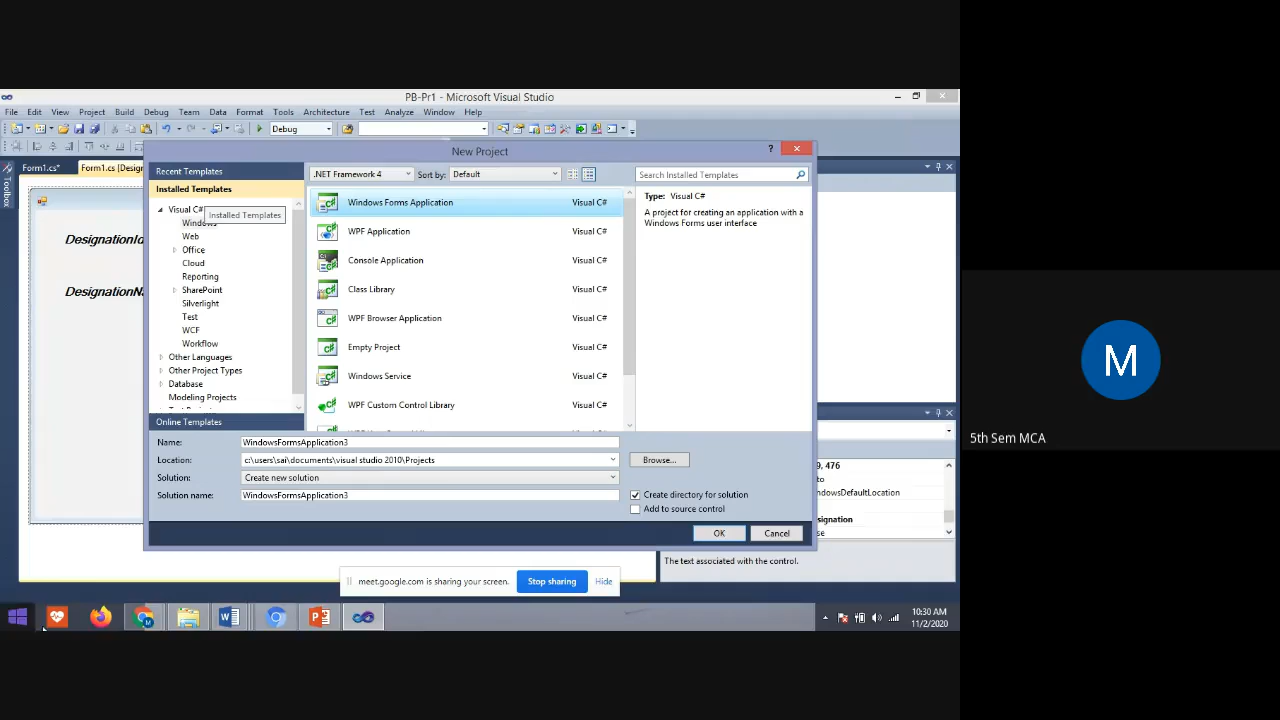 PB-Pr1 - Microsoft Visual Studio
File Edit View Project Build Debug Team Data Format Tools Architecture Test Analyze Window Help
Debug
Form1.cs* Form1.cs [Desig
Toolbox
DesignationId
DesignationNa
New Project
Recent Templates
.NET Framework 4 Sort by: Default Search Installed Templates
Installed Templates
Visual C#
Installed Templates
Windows
Web
Office
Cloud
Reporting
SharePoint
Silverlight
Test
WCF
Workflow
Other Languages
Other Project Types
Database
Modeling Projects
Online Templates
Windows Forms Application Visual C#
WPF Application Visual C#
Console Application Visual C#
Class Library Visual C#
WPF Browser Application Visual C#
Empty Project Visual C#
Windows Service Visual C#
WPF Custom Control Library Visual C#
Type: Visual C#
A project for creating an application with a
Windows Forms user interface
Name: WindowsFormsApplication3
Location: c:\users\sai\documents\visual studio 2010\Projects Browse...
Solution: Create new solution
Solution name: WindowsFormsApplication3
Create directory for solution
Add to source control
OK Cancel
9, 476
to
ndowsDefaultLocation
signation
se
The text associated with the control.
meet.google.com is sharing your screen. Stop sharing Hide
10:30 AM
11/2/2020
M
5th Sem MCA